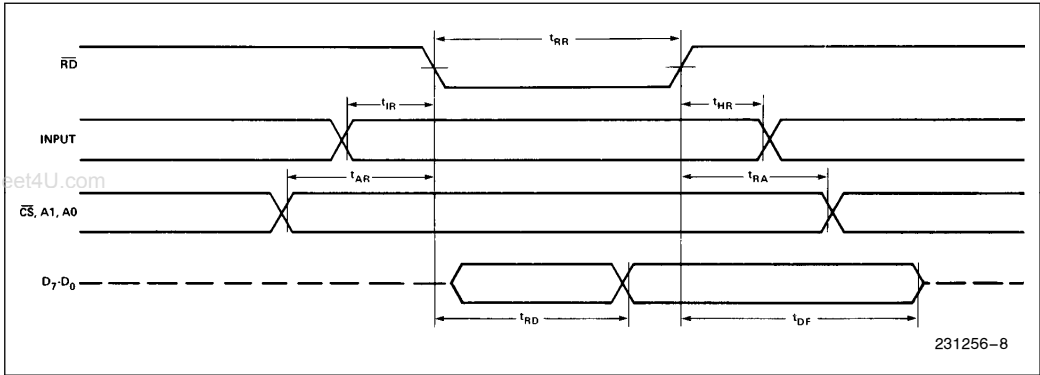 tRR
RD
tIR
tHR
INPUT
eet4U.com
tAR
tRA
CS, A1, A0
D7-D0
tRD
tDF
231256–8